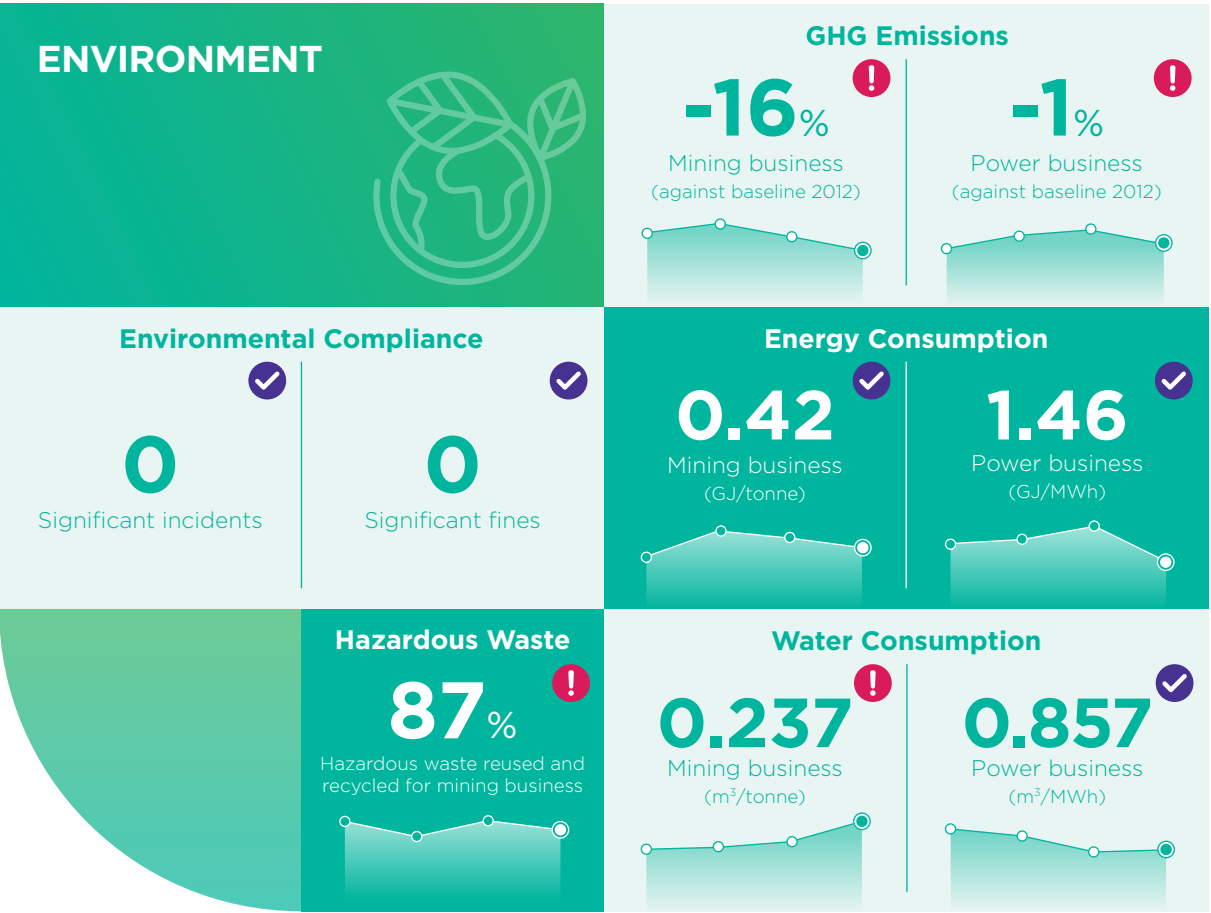 ENVIRONMENT
GHG Emissions
-16%
Mining business
(against baseline 2012)
-1%
Power business
(against baseline 2012)
Environmental Compliance
0
Significant incidents
0
Significant fines
Energy Consumption
0.42
Mining business
(GJ/tonne)
1.46
Power business
(GJ/MWh)
Hazardous Waste
87%
Hazardous waste reused and
recycled for mining business
Water Consumption
0.237
Mining business
(m³/tonne)
0.857
Power business
(m³/MWh)